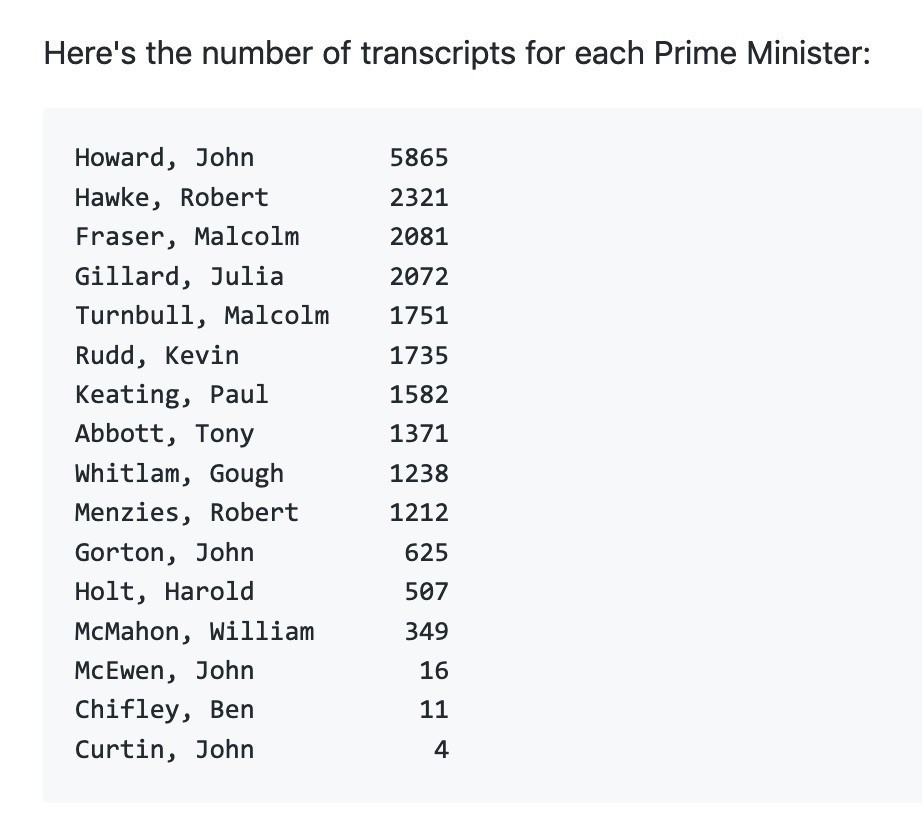 Here's the number of transcripts for each Prime Minister:
Howard, John 5865
Hawke, Robert 2321
Fraser, Malcolm 2081
Gillard, Julia 2072
Turnbull, Malcolm 1751
Rudd, Kevin 1735
Keating, Paul 1582
Abbott, Tony 1371
Whitlam, Gough 1238
Menzies, Robert 1212
Gorton, John 625
Holt, Harold 507
McMahon, William 349
McEwen, John 16
Chifley, Ben 11
Curtin, John 4